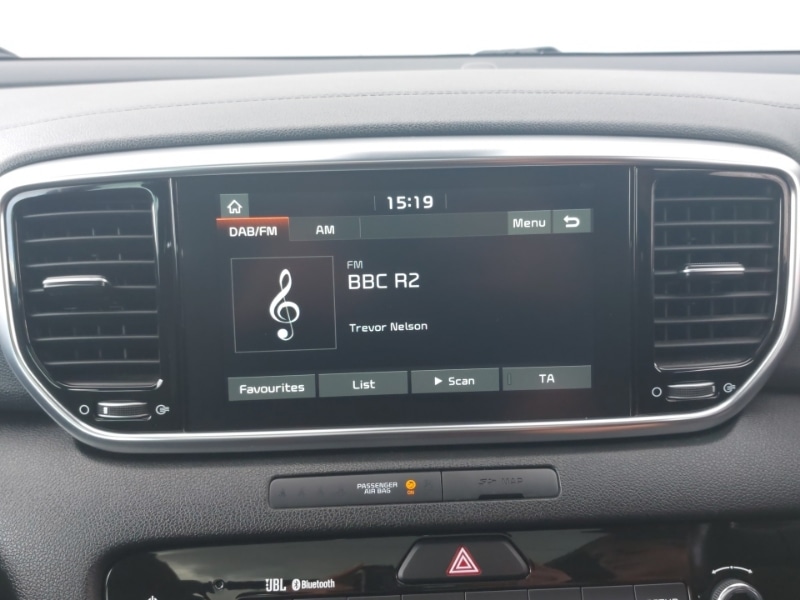 15:19
DAB/FM AM Menu
FM
BBC R2
Trevor Nelson
Favourites List Scan TA
PASSENGER
AIR BAG ON
JBL Bluetooth